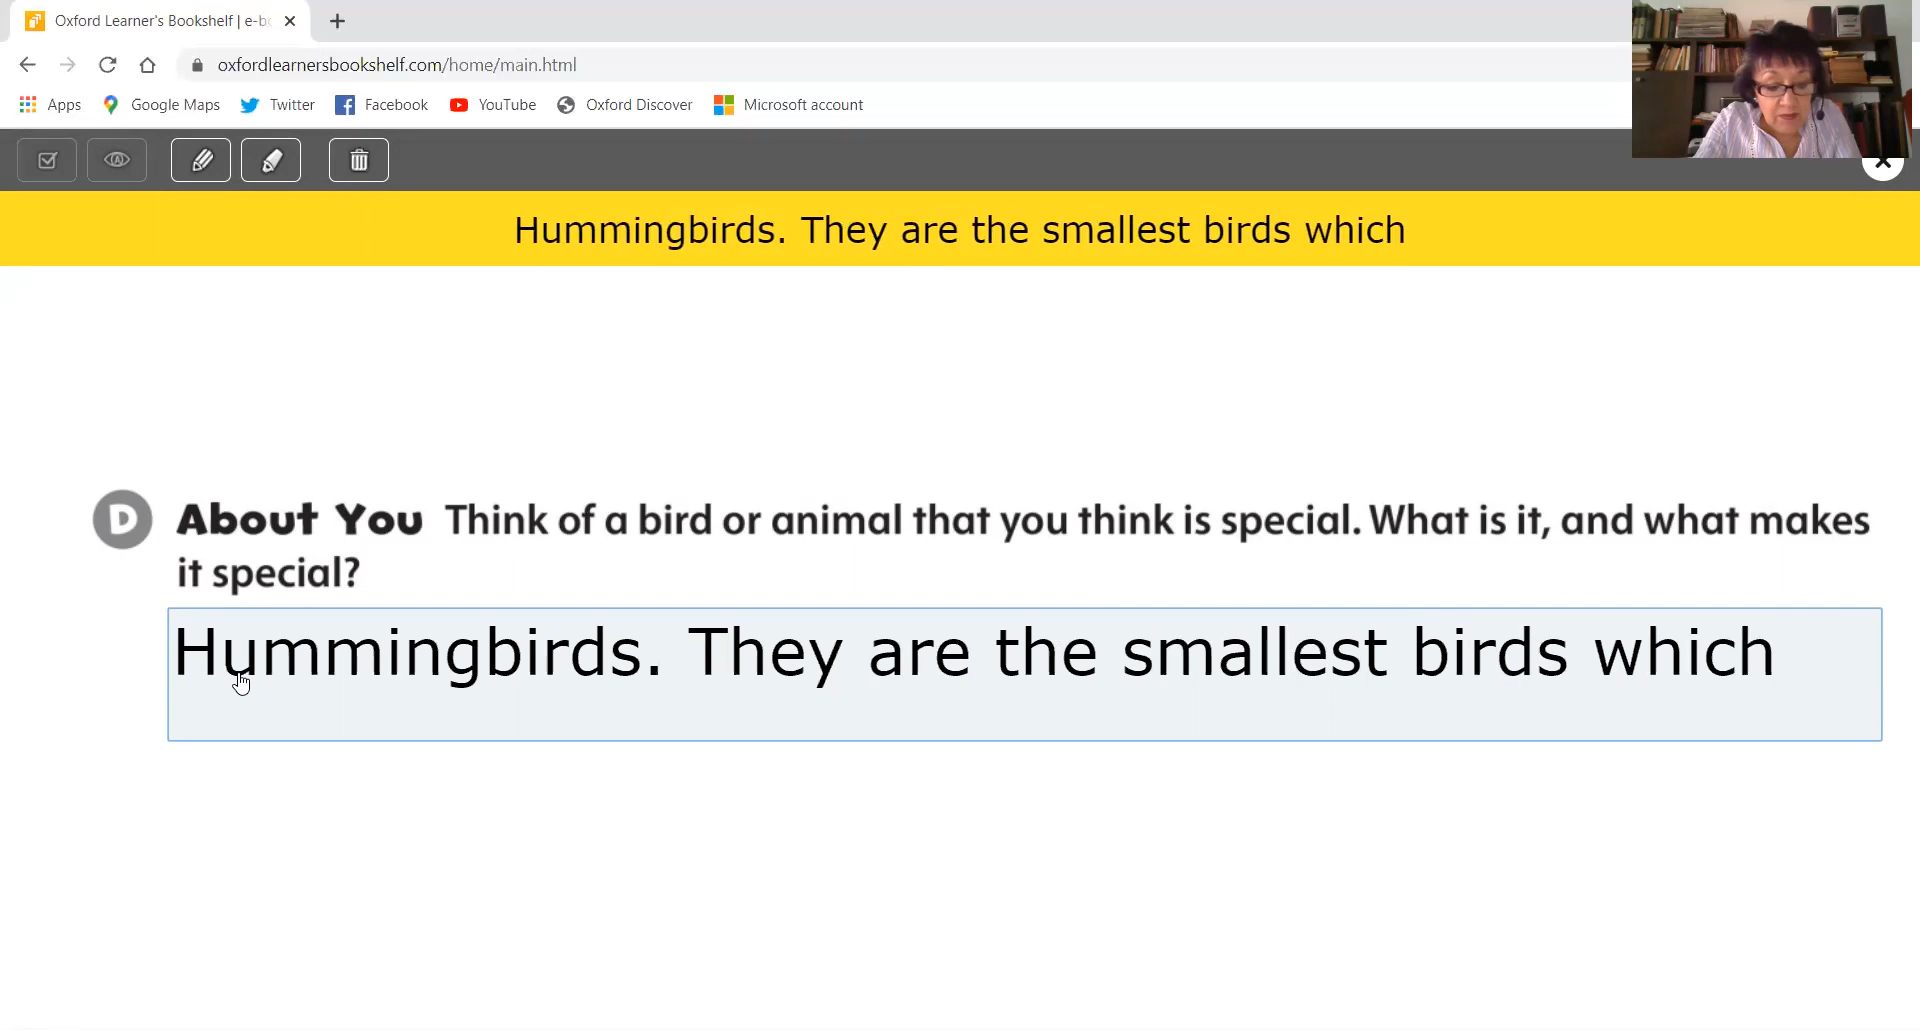 Oxford Learner's Bookshelf | e-bo
oxfordlearnersbookshelf.com/home/main.html
Apps Google Maps Twitter Facebook YouTube Oxford Discover Microsoft account
Hummingbirds. They are the smallest birds which
D About You Think of a bird or animal that you think is special. What is it, and what makes
it special?
Hummingbirds. They are the smallest birds which